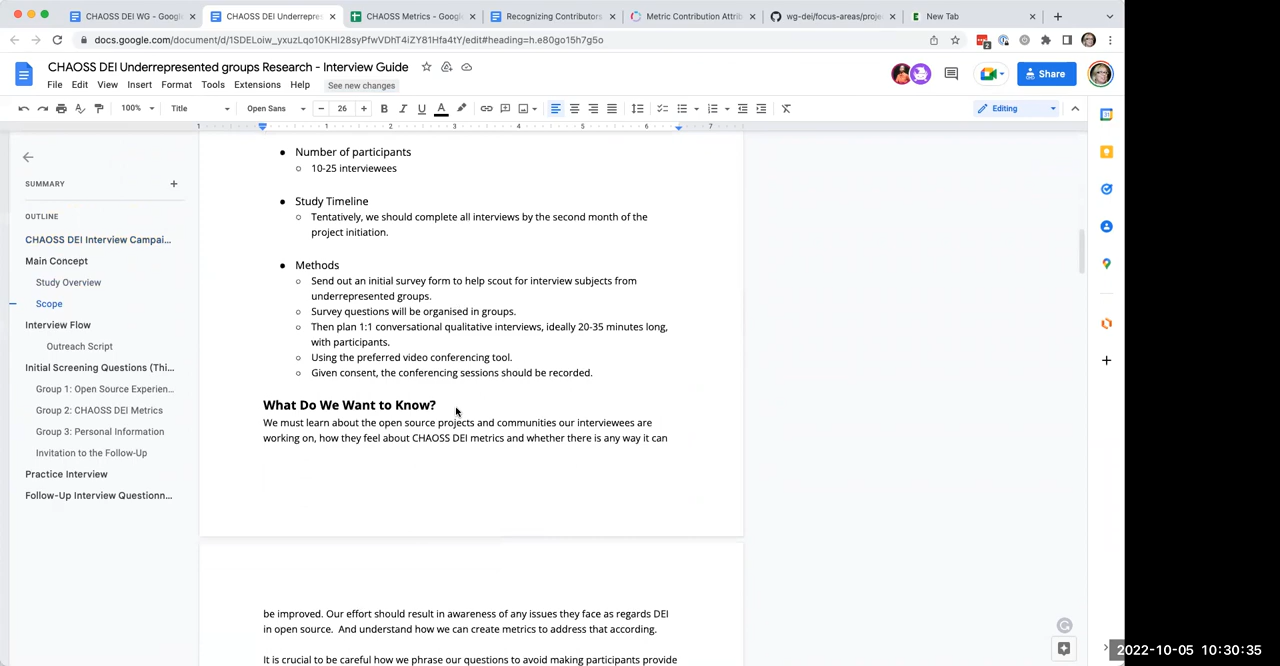 CHAOSS DEI WG - Google
CHAOSS DEI Underrepres
CHAOSS Metrics - Google
Recognizing Contributors
Metric Contribution Attrib
wg-dei/focus-areas/proje
New Tab
docs.google.com/document/d/1SDELoiw_yxuzLqo10KHI28syPfwVDhT4iZY81Hfa4tY/edit#heading=h.e80go15h7g5o
2
CHAOSS DEI Underrepresented groups Research - Interview Guide
File Edit View Insert Format Tools Extensions Help See new changes
Share
100% Title Open Sans 26 B I U A Editing
1 1 2 3 4 5 6 7
SUMMARY
OUTLINE
CHAOSS DEI Interview Campai...
Main Concept
Study Overview
Scope
Interview Flow
Outreach Script
Initial Screening Questions (Thi...
Group 1: Open Source Experien...
Group 2: CHAOSS DEI Metrics
Group 3: Personal Information
Invitation to the Follow-Up
Practice Interview
Follow-Up Interview Questionn...
● Number of participants
○ 10-25 interviewees
● Study Timeline
○ Tentatively, we should complete all interviews by the second month of the
project initiation.
● Methods
○ Send out an initial survey form to help scout for interview subjects from
underrepresented groups.
○ Survey questions will be organised in groups.
○ Then plan 1:1 conversational qualitative interviews, ideally 20-35 minutes long,
with participants.
○ Using the preferred video conferencing tool.
○ Given consent, the conferencing sessions should be recorded.
What Do We Want to Know?
We must learn about the open source projects and communities our interviewees are
working on, how they feel about CHAOSS DEI metrics and whether there is any way it can
be improved. Our effort should result in awareness of any issues they face as regards DEI
in open source. And understand how we can create metrics to address that according.
It is crucial to be careful how we phrase our questions to avoid making participants provide
2022-10-05 10:30:35